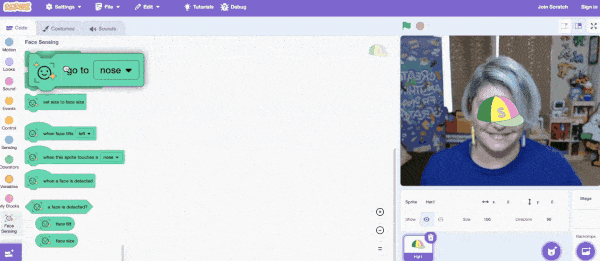 SCRATCH
Settings
File
Edit
Tutorials
Debug
Join Scratch
Sign in
Code
Costumes
Sounds
Face Sensing
Motion
Looks
Sound
Events
Control
Sensing
Operators
Variables
My Blocks
Face
Sensing
go to nose
set size to face size
when face tilts left
when this sprite touches a nose
when a face is detected
a face is detected?
face tilt
face size
S
Sprite
x
0
y
0
Show
Size
100
Direction
90
Stage
Backdrops